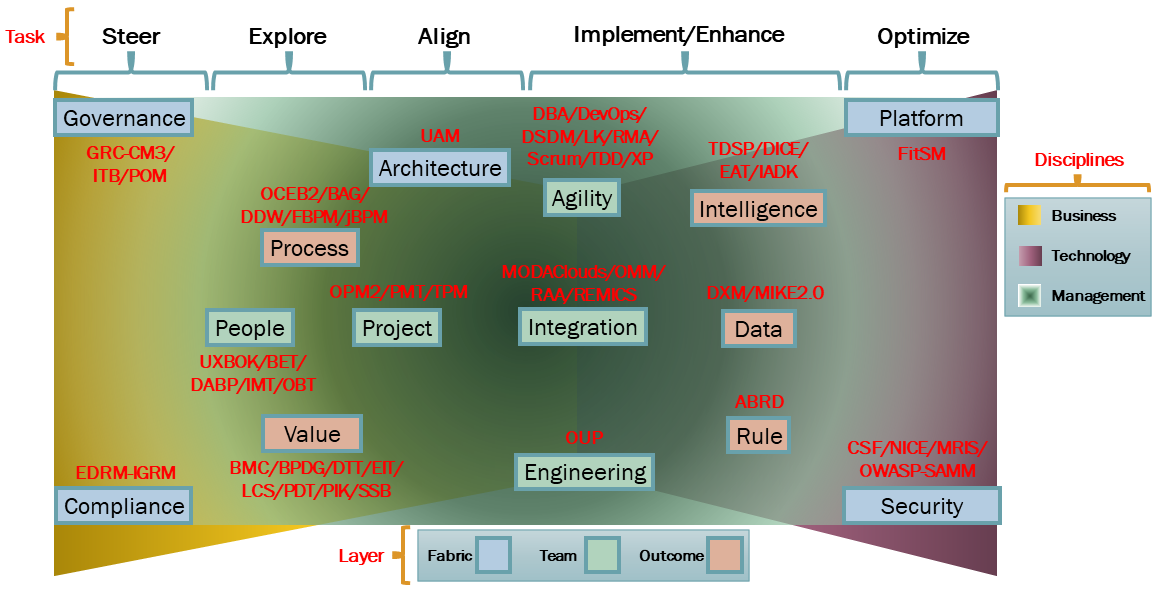 Task
Steer
Explore
Align
Implement/Enhance
Optimize
Governance
GRC-CM3/
ITB/POM
UAM
Architecture
DBA/DevOps/
DSDM/LK/RMA/
Scrum/TDD/XP
Agility
TDSP/DICE/
EAT/IADK
Intelligence
Platform
FitSM
Disciplines
Business
Technology
Management
OCEB2/BAG/
DDW/FBPM/jBPM
Process
OPM2/PMT/TPM
Project
People
UXBOK/BET/
DABP/IMT/OBT
MODAClouds/OMM/
RAA/REMICS
Integration
DXM/MIKE2.0
Data
ABRD
Rule
Value
BMC/BPDG/DTT/EIT/
LCS/PDT/PIK/SSB
OUP
Engineering
EDRM-IGRM
Compliance
CSF/NICE/MRIS/
OWASP-SAMM
Security
Layer
Fabric
Team
Outcome